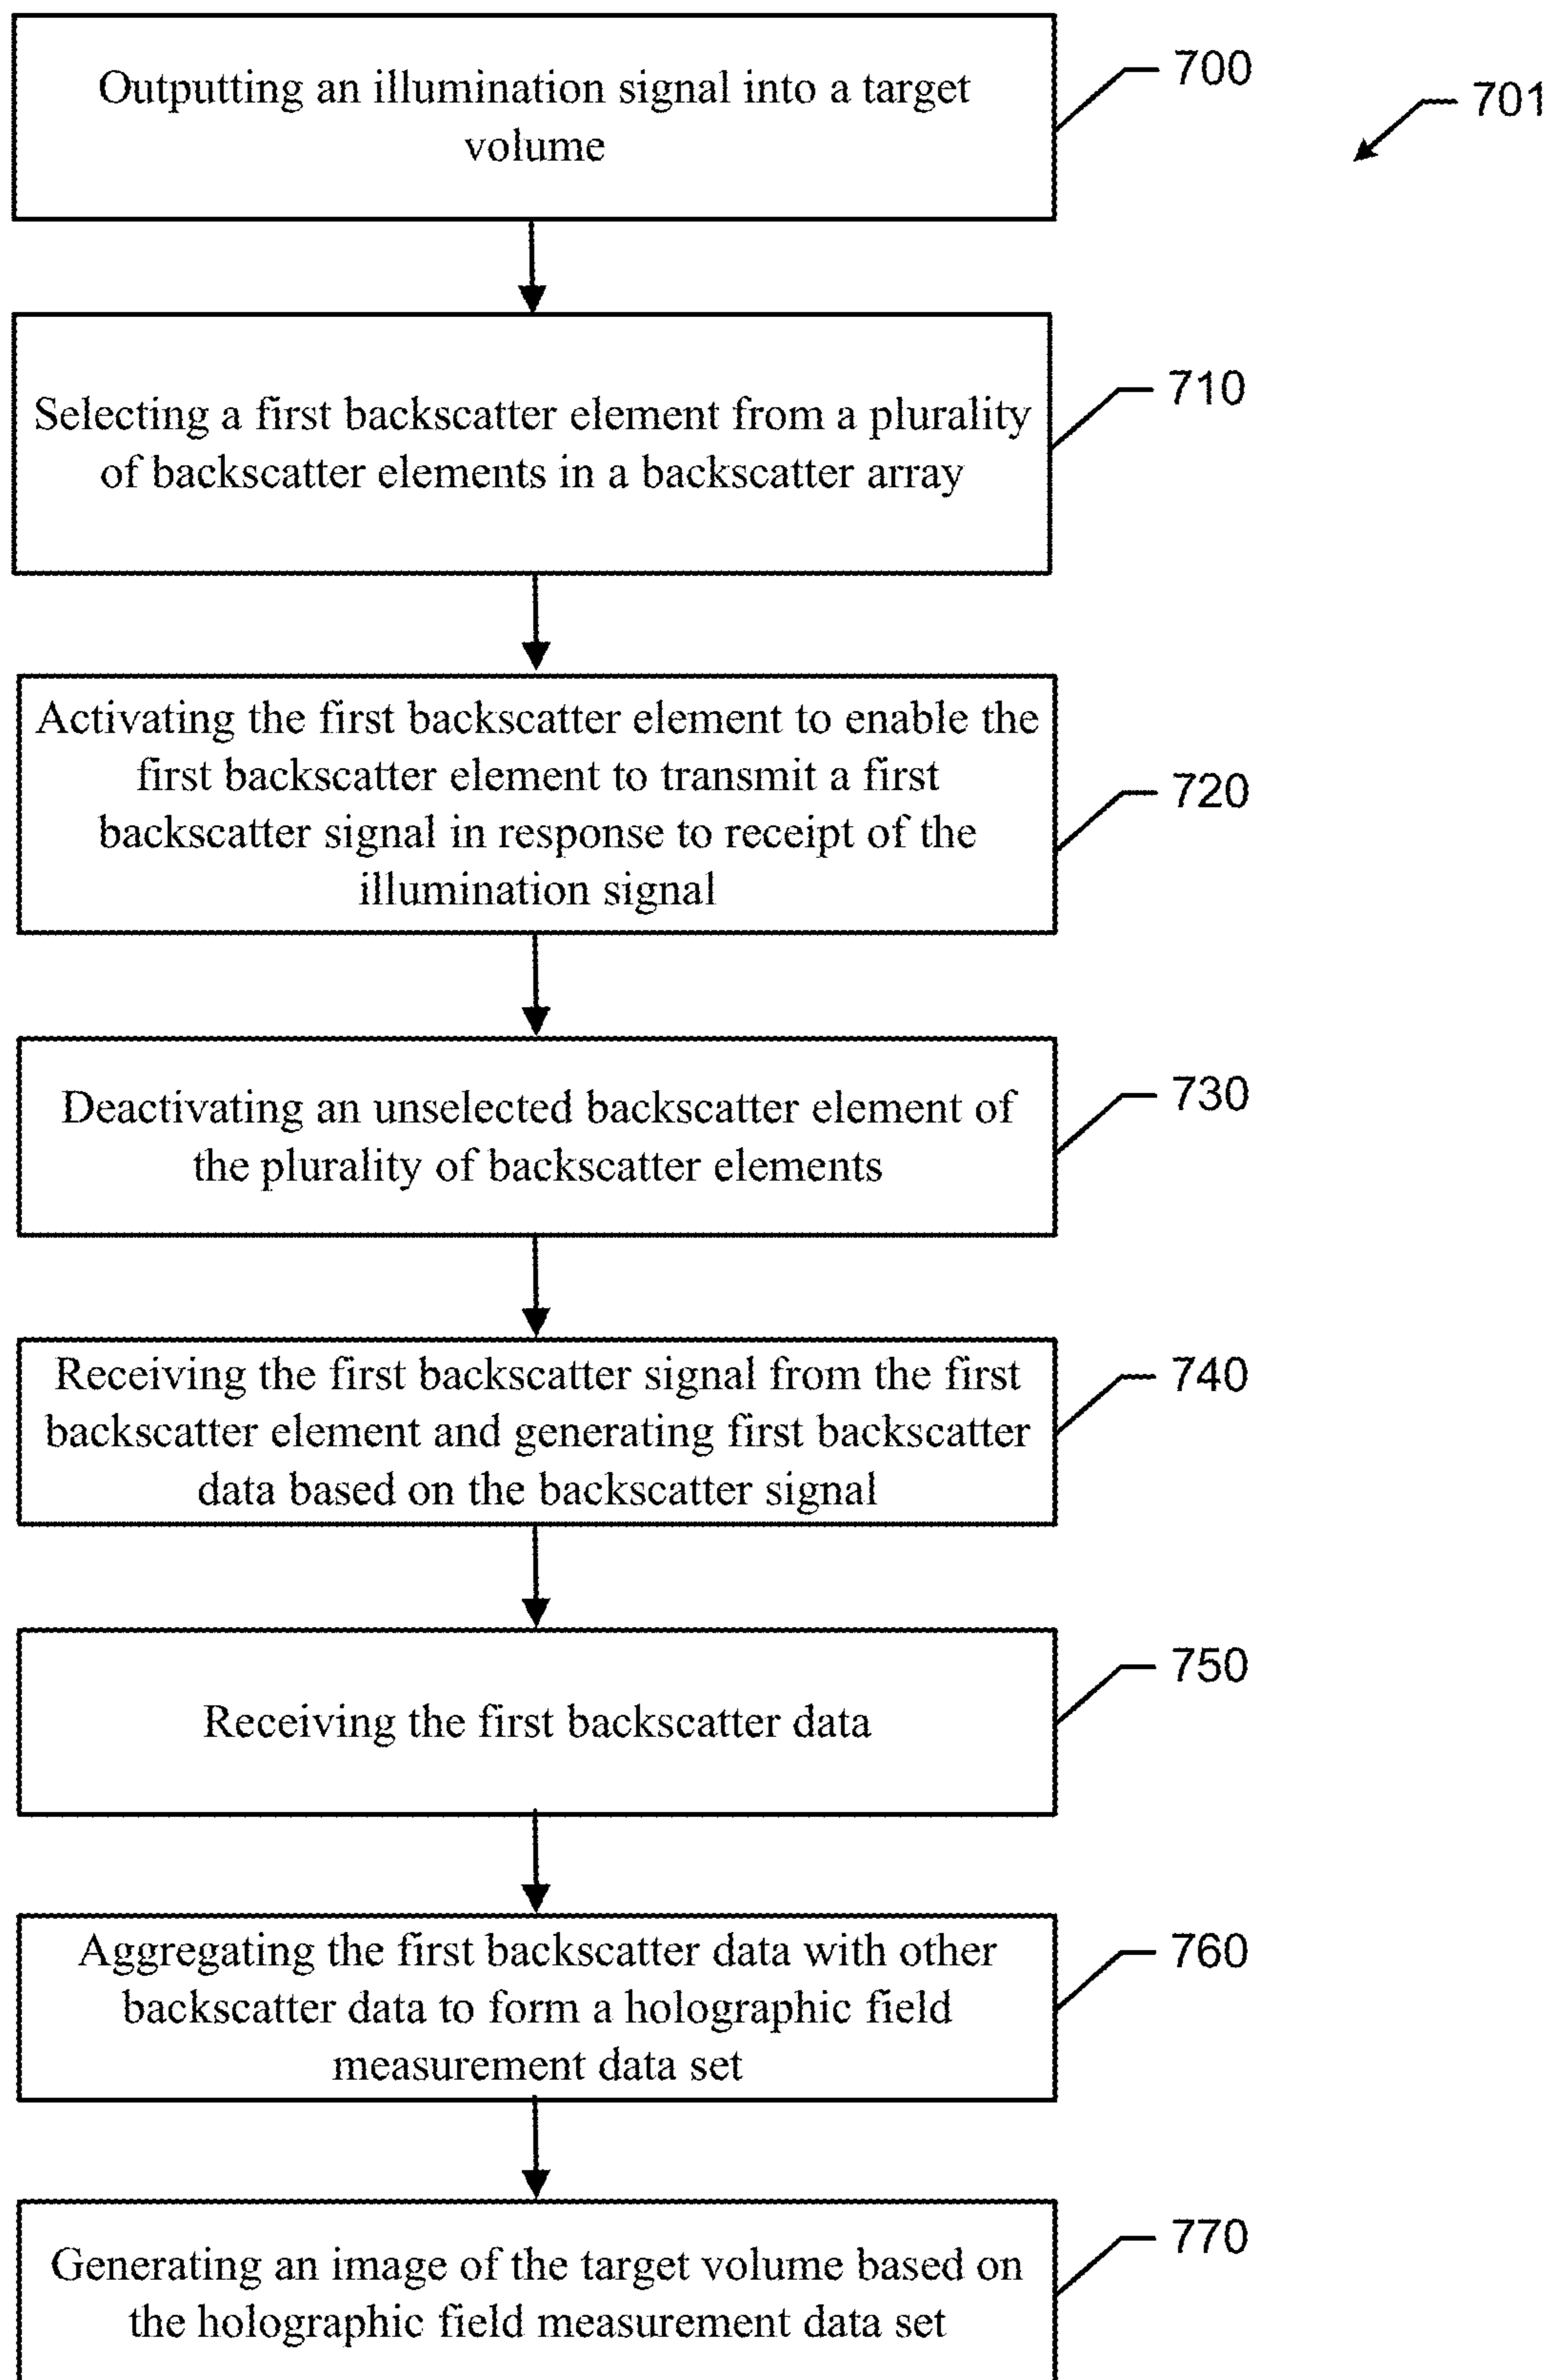 Outputting an illumination signal into a target
volume
700
701
Selecting a first backscatter element from a plurality
of backscatter elements in a backscatter array
710
Activating the first backscatter element to enable the
first backscatter element to transmit a first
backscatter signal in response to receipt of the
illumination signal
720
Deactivating an unselected backscatter element of
the plurality of backscatter elements
730
Receiving the first backscatter signal from the first
backscatter element and generating first backscatter
data based on the backscatter signal
740
Receiving the first backscatter data
750
Aggregating the first backscatter data with other
backscatter data to form a holographic field
measurement data set
760
Generating an image of the target volume based on
the holographic field measurement data set
770